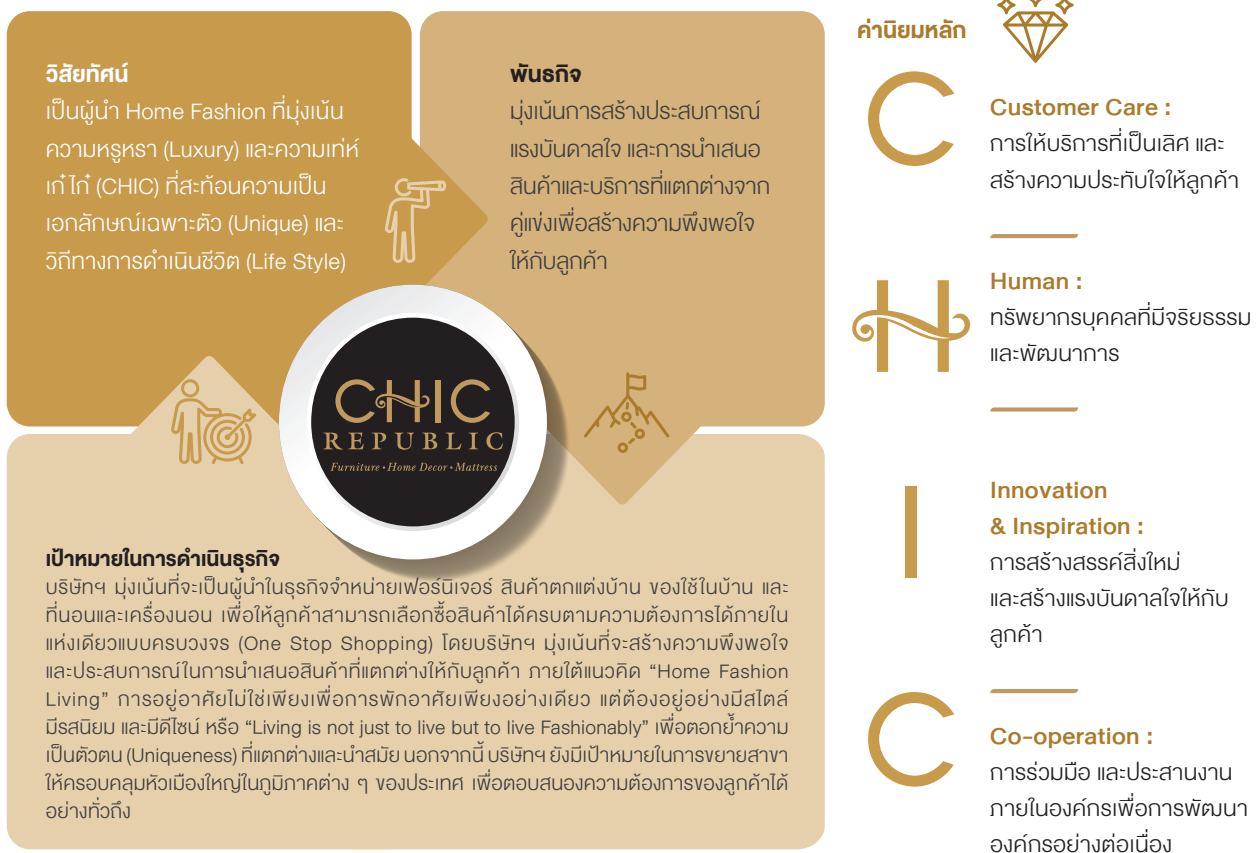 วิสัยทัศน์
เป็นผู้นำ Home Fashion ที่มุ่งเน้น
ความหรูหรา (Luxury) และความเท่ห์
เก๋ไก๋ (CHIC) ที่สะท้อนความเป็น
เอกลักษณ์เฉพาะตัว (Unique) และ
วิถีทางการดำเนินชีวิต (Life Style)
พันธกิจ
มุ่งเน้นการสร้างประสบการณ์
แรงบันดาลใจ และการนำเสนอ
สินค้าและบริการที่แตกต่างจาก
คู่แข่งเพื่อสร้างความพึงพอใจ
ให้กับลูกค้า
CHIC
REPUBLIC
Furniture • Home Decor • Mattress
เป้าหมายในการดำเนินธุรกิจ
บริษัทฯ มุ่งเน้นที่จะเป็นผู้นำในธุรกิจจำหน่ายเฟอร์นิเจอร์ สินค้าตกแต่งบ้าน ของใช้ในบ้าน และ
ที่นอนและเครื่องนอน เพื่อให้ลูกค้าสามารถเลือกซื้อสินค้าได้ครบตามความต้องการได้ภายใน
แห่งเดียวแบบครบวงจร (One Stop Shopping) โดยบริษัทฯ มุ่งเน้นที่จะสร้างความพึงพอใจ
และประสบการณ์ในการนำเสนอสินค้าที่แตกต่างให้กับลูกค้า ภายใต้แนวคิด “Home Fashion
Living” การอยู่อาศัยไม่ใช่เพียงเพื่อการพักอาศัยเพียงอย่างเดียว แต่ต้องอยู่อย่างมีสไตล์
มีรสนิยม และมีดีไซน์ หรือ “Living is not just to live but to live Fashionably” เพื่อตอกย้ำความ
เป็นตัวตน (Uniqueness) ที่แตกต่างและนำสมัย นอกจากนี้ บริษัทฯ ยังมีเป้าหมายในการขยายสาขา
ให้ครอบคลุมหัวเมืองใหญ่ในภูมิภาคต่าง ๆ ของประเทศ เพื่อตอบสนองความต้องการของลูกค้าได้
อย่างทั่วถึง
ค่านิยมหลัก
C
Customer Care :
การให้บริการที่เป็นเลิศ และ
สร้างความประทับใจให้ลูกค้า
H
Human :
ทรัพยากรบุคคลที่มีจริยธรรม
และพัฒนาการ
I
Innovation
& Inspiration :
การสร้างสรรค์สิ่งใหม่
และสร้างแรงบันดาลใจให้กับ
ลูกค้า
C
Co-operation :
การร่วมมือ และประสานงาน
ภายในองค์กรเพื่อการพัฒนา
องค์กรอย่างต่อเนื่อง